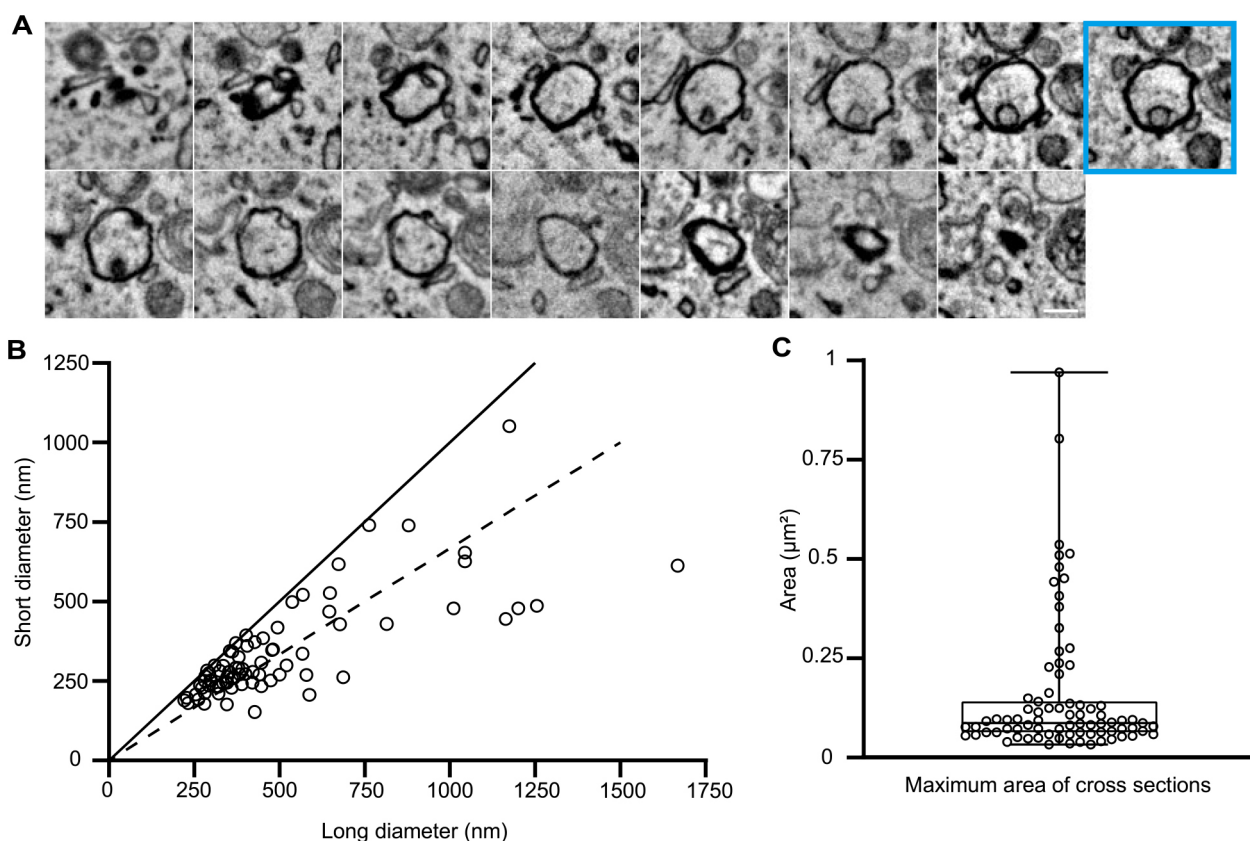 A
B
1250
1000
750
500
250
0
Short diameter (nm)
0 250 500 750 1000 1250 1500 1750
Long diameter (nm)
C
1
0.75
0.5
0.25
0
Area (μm²)
Maximum area of cross sections